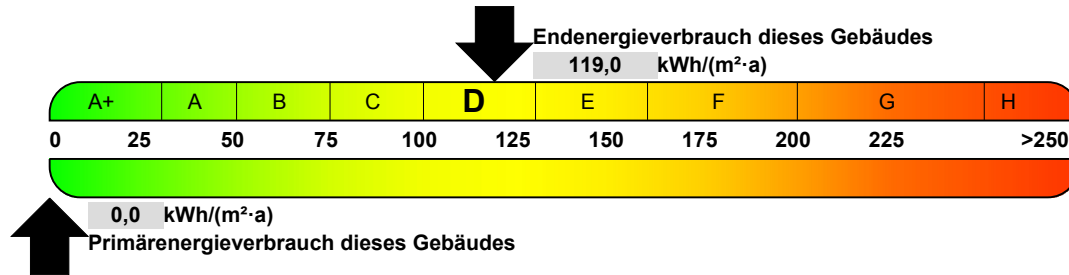 Endenergieverbrauch dieses Gebäudes
119,0 kWh/(m²·a)
A+ A B C D E F G H
0 25 50 75 100 125 150 175 200 225 >250
0,0 kWh/(m²·a)
Primärenergieverbrauch dieses Gebäudes